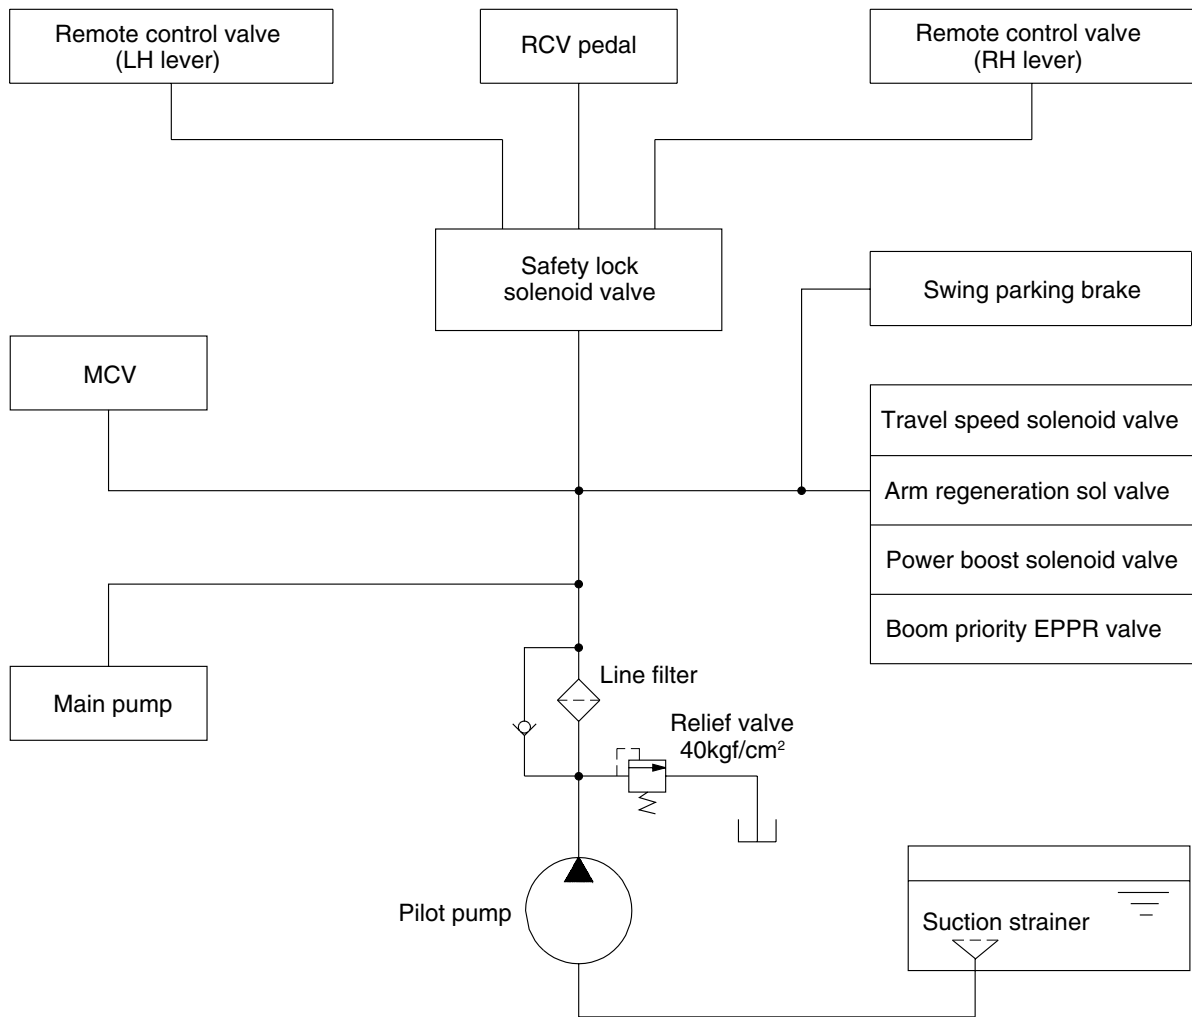 Remote control valve
(LH lever)
RCV pedal
Remote control valve
(RH lever)
Safety lock
solenoid valve
Swing parking brake
MCV
Travel speed solenoid valve
Arm regeneration sol valve
Power boost solenoid valve
Boom priority EPPR valve
Line filter
Main pump
Relief valve
40kgf/cm²
Pilot pump
Suction strainer